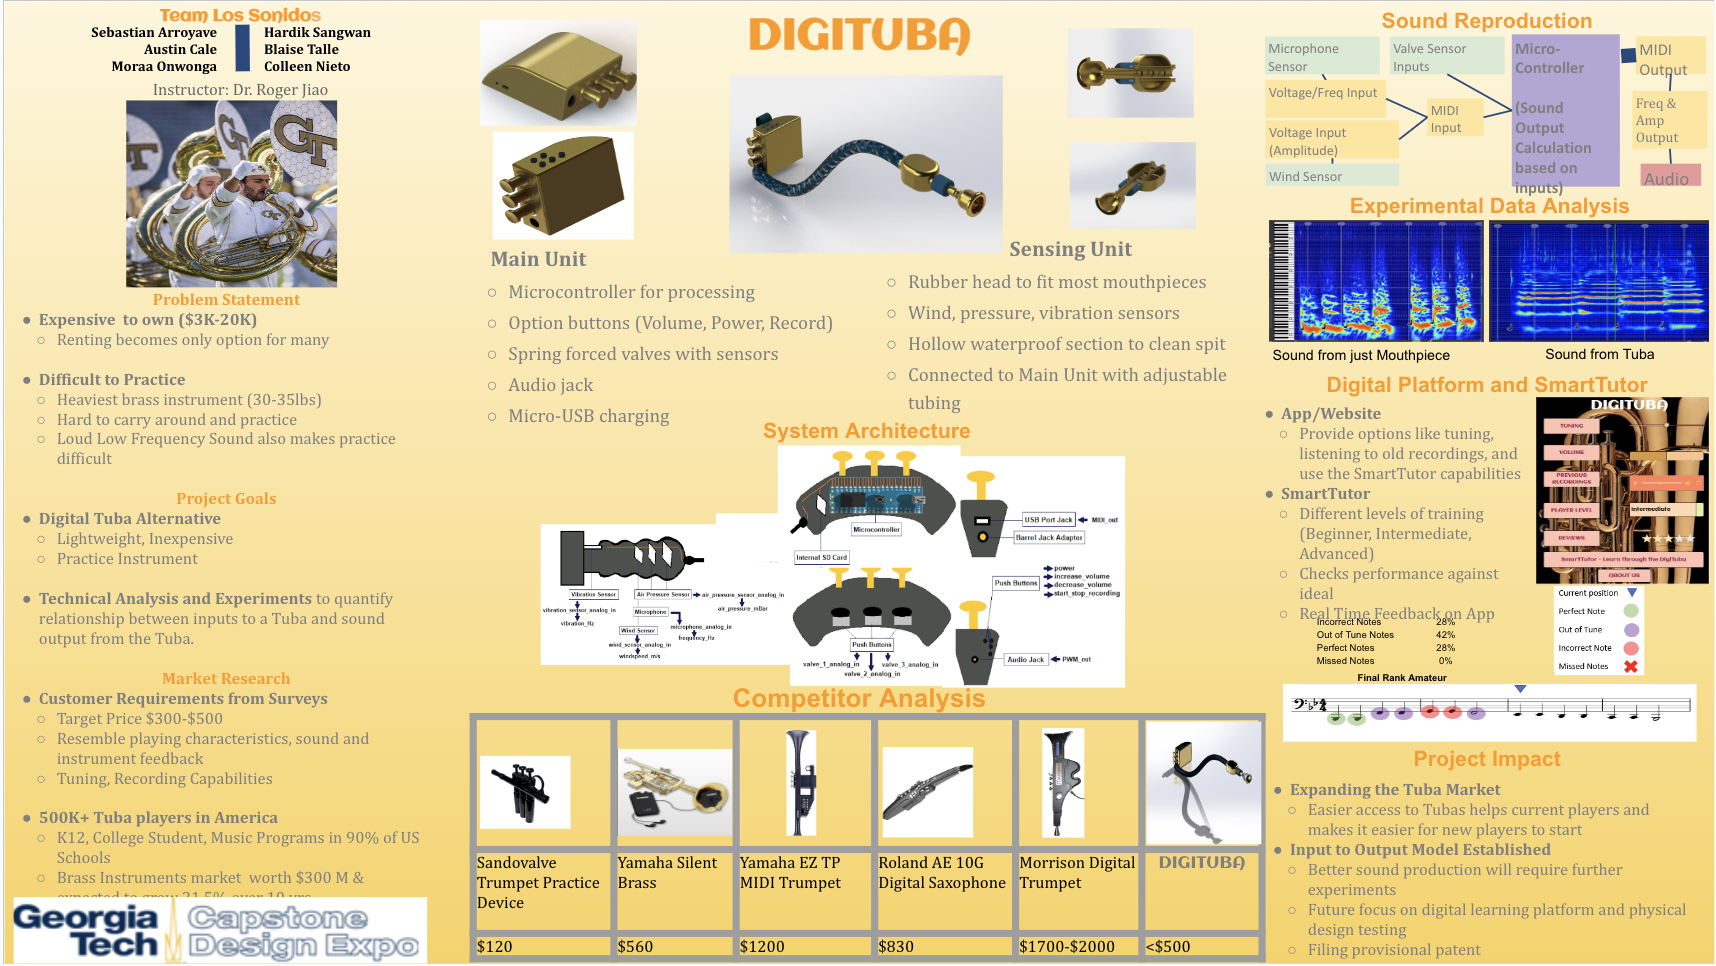 Team Los Sonidos
Sebastian Arroyave
Austin Cale
Moraa Onwonga
Hardik Sangwan
Blaise Talle
Colleen Nieto
Instructor: Dr. Roger Jiao
GT
GT
Problem Statement
● Expensive to own ($3K-20K)
○ Renting becomes only option for many
● Difficult to Practice
○ Heaviest brass instrument (30-35lbs)
○ Hard to carry around and practice
○ Loud Low Frequency Sound also makes practice
difficult
Project Goals
● Digital Tuba Alternative
○ Lightweight, Inexpensive
○ Practice Instrument
● Technical Analysis and Experiments to quantify
relationship between inputs to a Tuba and sound
output from the Tuba.
Market Research
● Customer Requirements from Surveys
○ Target Price $300-$500
○ Resemble playing characteristics, sound and
instrument feedback
○ Tuning, Recording Capabilities
● 500K+ Tuba players in America
○ K12, College Student, Music Programs in 90% of US
Schools
○ Brass Instruments market worth $300 M &
expected to grow 21.5% over 10 yrs
Georgia
Tech
Capstone
Design Expo
DIGITUBA
Main Unit
○ Microcontroller for processing
○ Option buttons (Volume, Power, Record)
○ Spring forced valves with sensors
○ Audio jack
○ Micro-USB charging
Sensing Unit
○ Rubber head to fit most mouthpieces
○ Wind, pressure, vibration sensors
○ Hollow waterproof section to clean spit
○ Connected to Main Unit with adjustable
tubing
System Architecture
Vibration Sensor
vibration_sensor_analog_in
vibration_Hz
Air Pressure Sensor
air_pressure_sensor_analog_in
air_pressure_mBar
Microphone
microphone_analog_in
frequency_Hz
Wind Sensor
wind_sensor_analog_in
windspeed_m/s
Microcontroller
Internal SD Card
USB Port Jack
MIDI_out
Barrel Jack Adapter
Push Buttons
power
increase_volume
decrease_volume
start_stop_recording
Push Buttons
valve_1_analog_in
valve_2_analog_in
valve_3_analog_in
Audio Jack
PWM_out
Competitor Analysis
Sandovalve
Trumpet Practice
Device
Yamaha Silent
Brass
Yamaha EZ TP
MIDI Trumpet
Roland AE 10G
Digital Saxophone
Morrison Digital
Trumpet
DIGITUBA
$120
$560
$1200
$830
$1700-$2000
<$500
Sound Reproduction
Microphone
Sensor
Valve Sensor
Inputs
Voltage/Freq Input
Voltage Input
(Amplitude)
Wind Sensor
MIDI
Input
Micro-
Controller
(Sound
Output
Calculation
based on
inputs)
MIDI
Output
Freq &
Amp
Output
Audio
Experimental Data Analysis
Sound from just Mouthpiece
Sound from Tuba
Digital Platform and SmartTutor
● App/Website
○ Provide options like tuning,
listening to old recordings, and
use the SmartTutor capabilities
● SmartTutor
○ Different levels of training
(Beginner, Intermediate,
Advanced)
○ Checks performance against
ideal
○ Real Time Feedback on App
DIGITUBA
TUNING
VOLUME
PREVIOUS
RECORDINGS
PLAYER LEVEL
Intermediate
REVIEWS
SmartTutor - Learn through the DigiTuba
ABOUT US
Incorrect Notes 28%
Out of Tune Notes 42%
Perfect Notes 28%
Missed Notes 0%
Final Rank Amateur
Current position
Perfect Note
Out of Tune
Incorrect Note
Missed Notes
Project Impact
● Expanding the Tuba Market
○ Easier access to Tubas helps current players and
makes it easier for new players to start
● Input to Output Model Established
○ Better sound production will require further
experiments
○ Future focus on digital learning platform and physical
design testing
○ Filing provisional patent